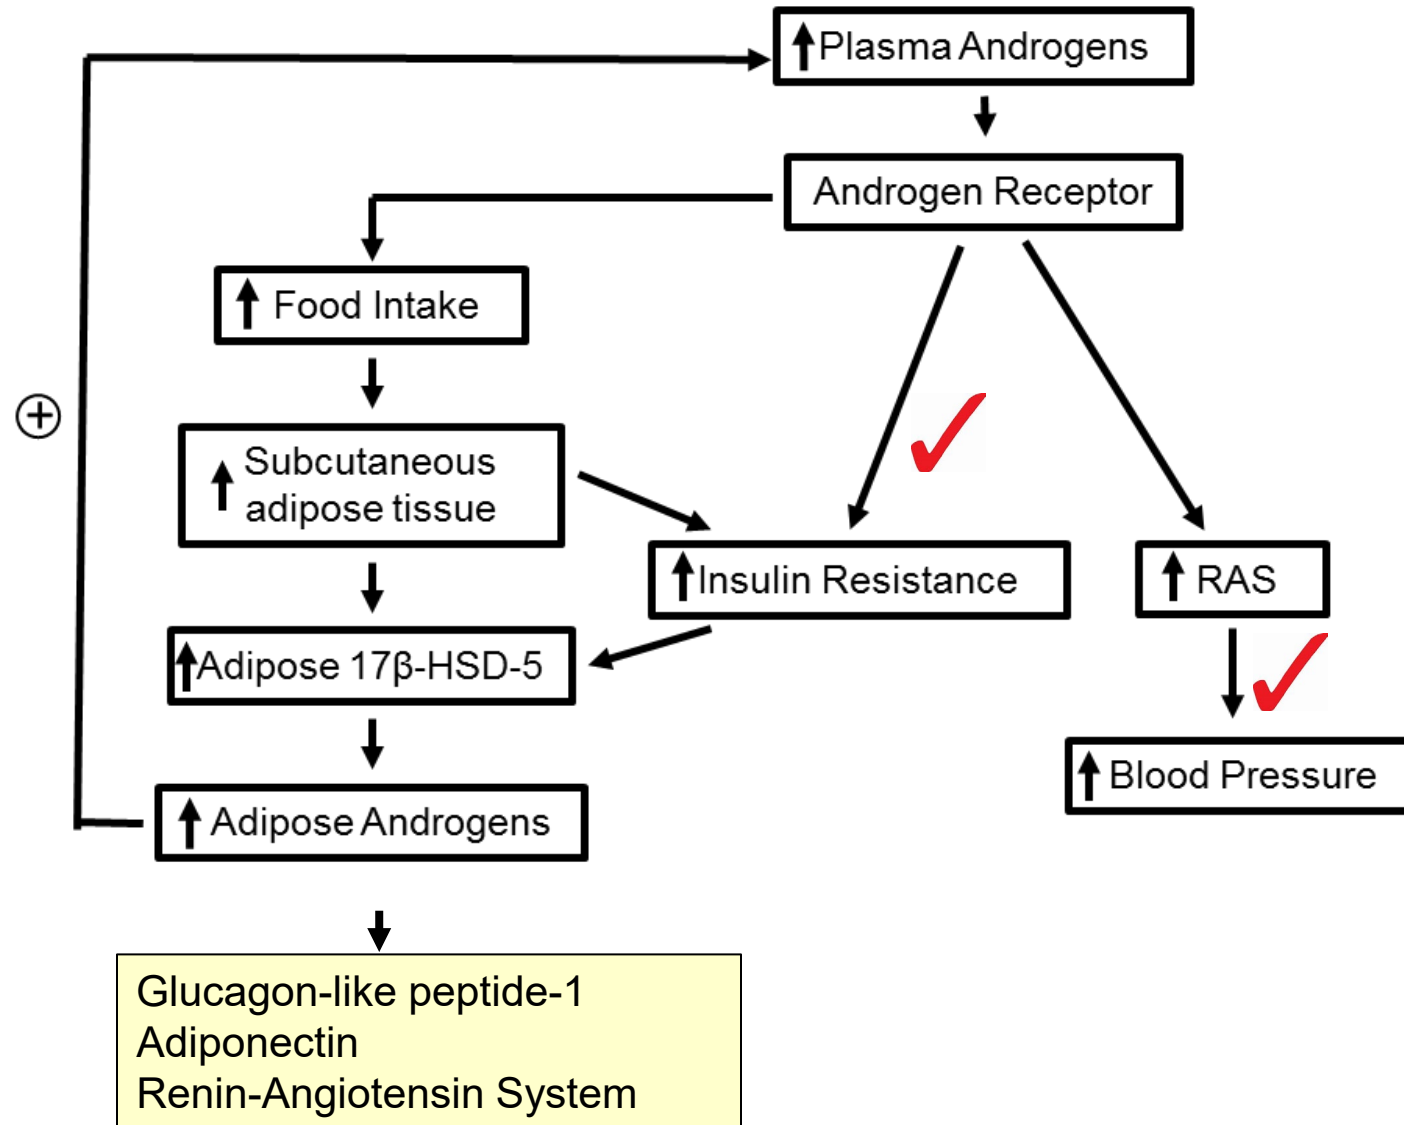 Plasma Androgens
Androgen Receptor
Food Intake
Subcutaneous
adipose tissue
Insulin Resistance
RAS
Adipose 17β-HSD-5
Blood Pressure
Adipose Androgens
Glucagon-like peptide-1
Adiponectin
Renin-Angiotensin System